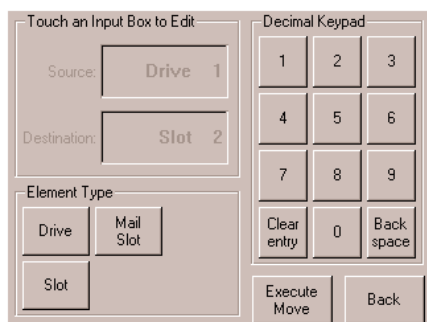 Touch an Input Box to Edit
Source: Drive 1
Destination: Slot 2
Element Type
Drive
Mail
Slot
Slot
Decimal Keypad
1 2 3
4 5 6
7 8 9
Clear
entry
0
Back
space
Execute
Move
Back